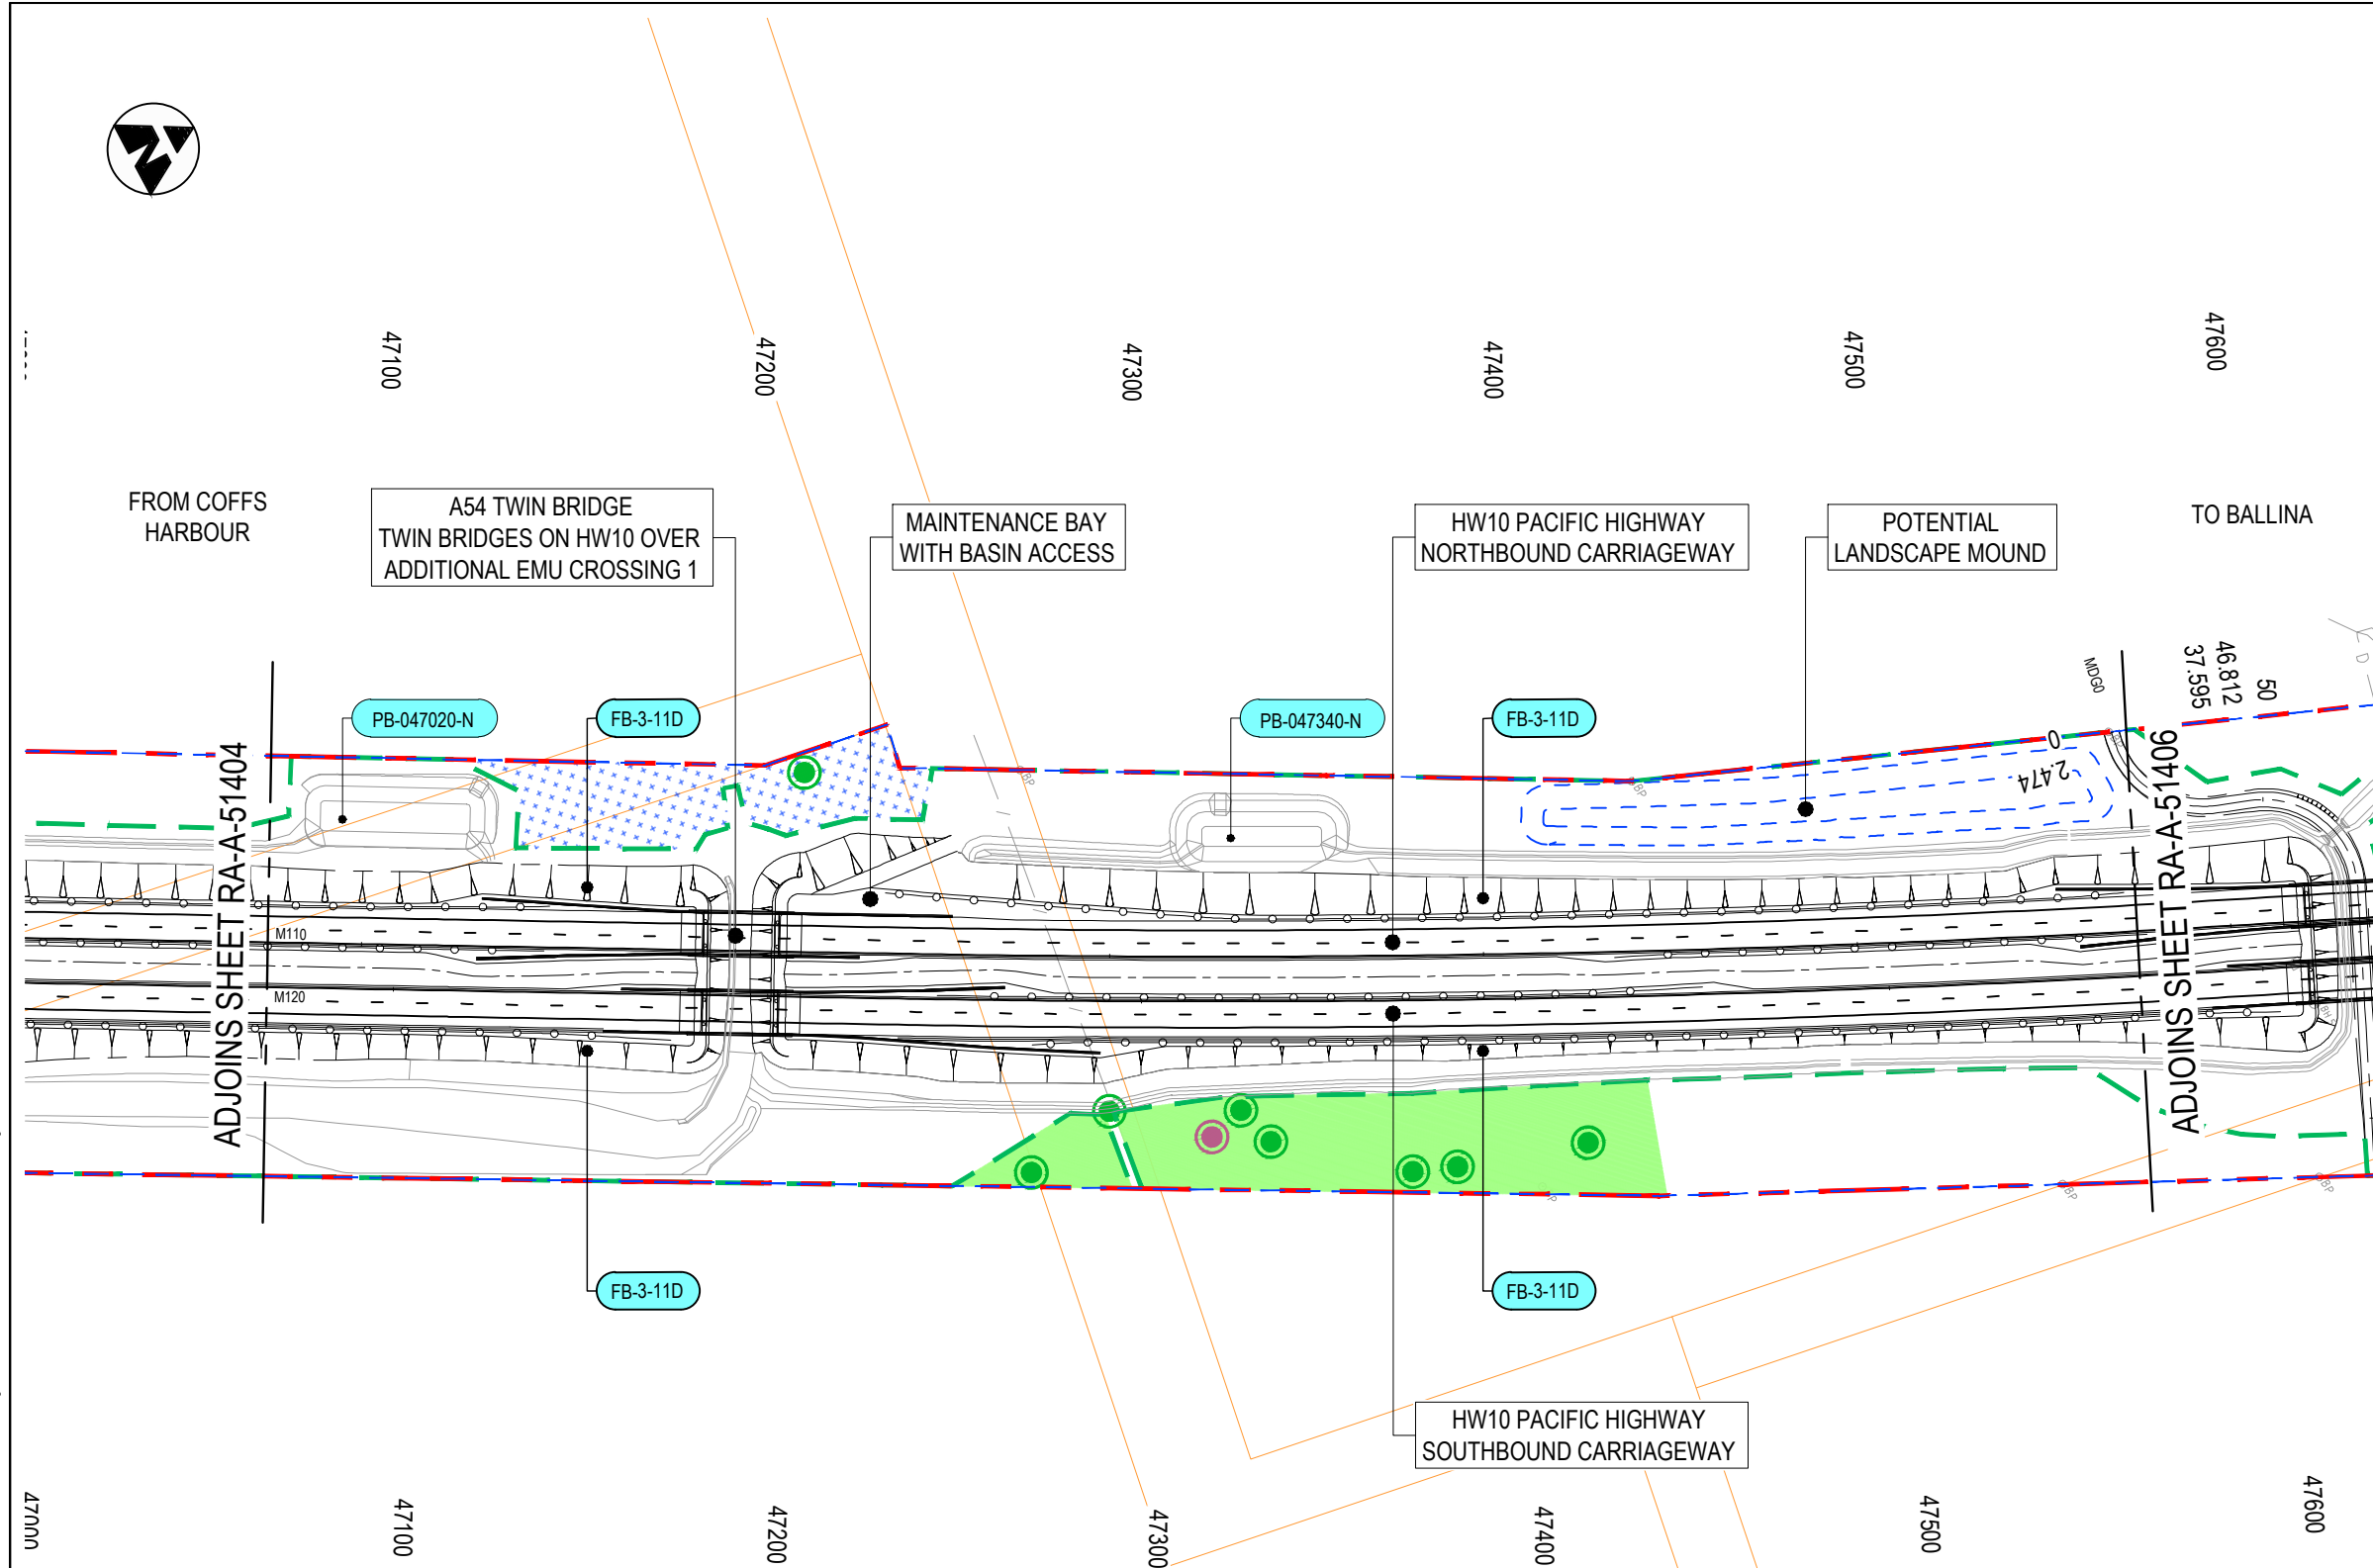 47100
47200
47300
47400
47500
47600
FROM COFFS
HARBOUR
A54 TWIN BRIDGE
TWIN BRIDGES ON HW10 OVER
ADDITIONAL EMU CROSSING 1
MAINTENANCE BAY
WITH BASIN ACCESS
HW10 PACIFIC HIGHWAY
NORTHBOUND CARRIAGEWAY
POTENTIAL
LANDSCAPE MOUND
TO BALLINA
PB-047020-N
FB-3-11D
PB-047340-N
FB-3-11D
MDG0
50
46.812
37.595
0
2.474
D
ADJOINS SHEET RA-A-51404
ADJOINS SHEET RA-A-51406
M110
M120
FB-3-11D
FB-3-11D
HW10 PACIFIC HIGHWAY
SOUTHBOUND CARRIAGEWAY
47000
47100
47200
47300
47400
47500
47600